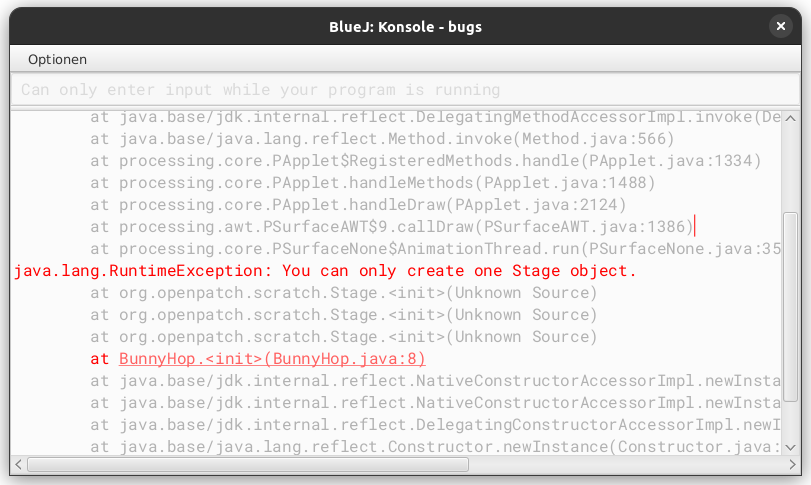 BlueJ: Konsole - bugs
Optionen
Can only enter input while your program is running
at java.base/jdk.internal.reflect.DelegatingMethodAccessorImpl.invoke(De
at java.base/java.lang.reflect.Method.invoke(Method.java:566)
at processing.core.PApplet$RegisteredMethods.handle(PApplet.java:1334)
at processing.core.PApplet.handleMethods(PApplet.java:1488)
at processing.core.PApplet.handleDraw(PApplet.java:2124)
at processing.awt.PSurfaceAWT$9.callDraw(PSurfaceAWT.java:1386)
at processing.core.PSurfaceNone$AnimationThread.run(PSurfaceNone.java:35
java.lang.RuntimeException: You can only create one Stage object.
at org.openpatch.scratch.Stage.<init>(Unknown Source)
at org.openpatch.scratch.Stage.<init>(Unknown Source)
at org.openpatch.scratch.Stage.<init>(Unknown Source)
at BunnyHop.<init>(BunnyHop.java:8)
at java.base/jdk.internal.reflect.NativeConstructorAccessorImpl.newInsta
at java.base/jdk.internal.reflect.NativeConstructorAccessorImpl.newInsta
at java.base/jdk.internal.reflect.DelegatingConstructorAccessorImpl.newI
at java.base/java.lang.reflect.Constructor.newInstance(Constructor.java: